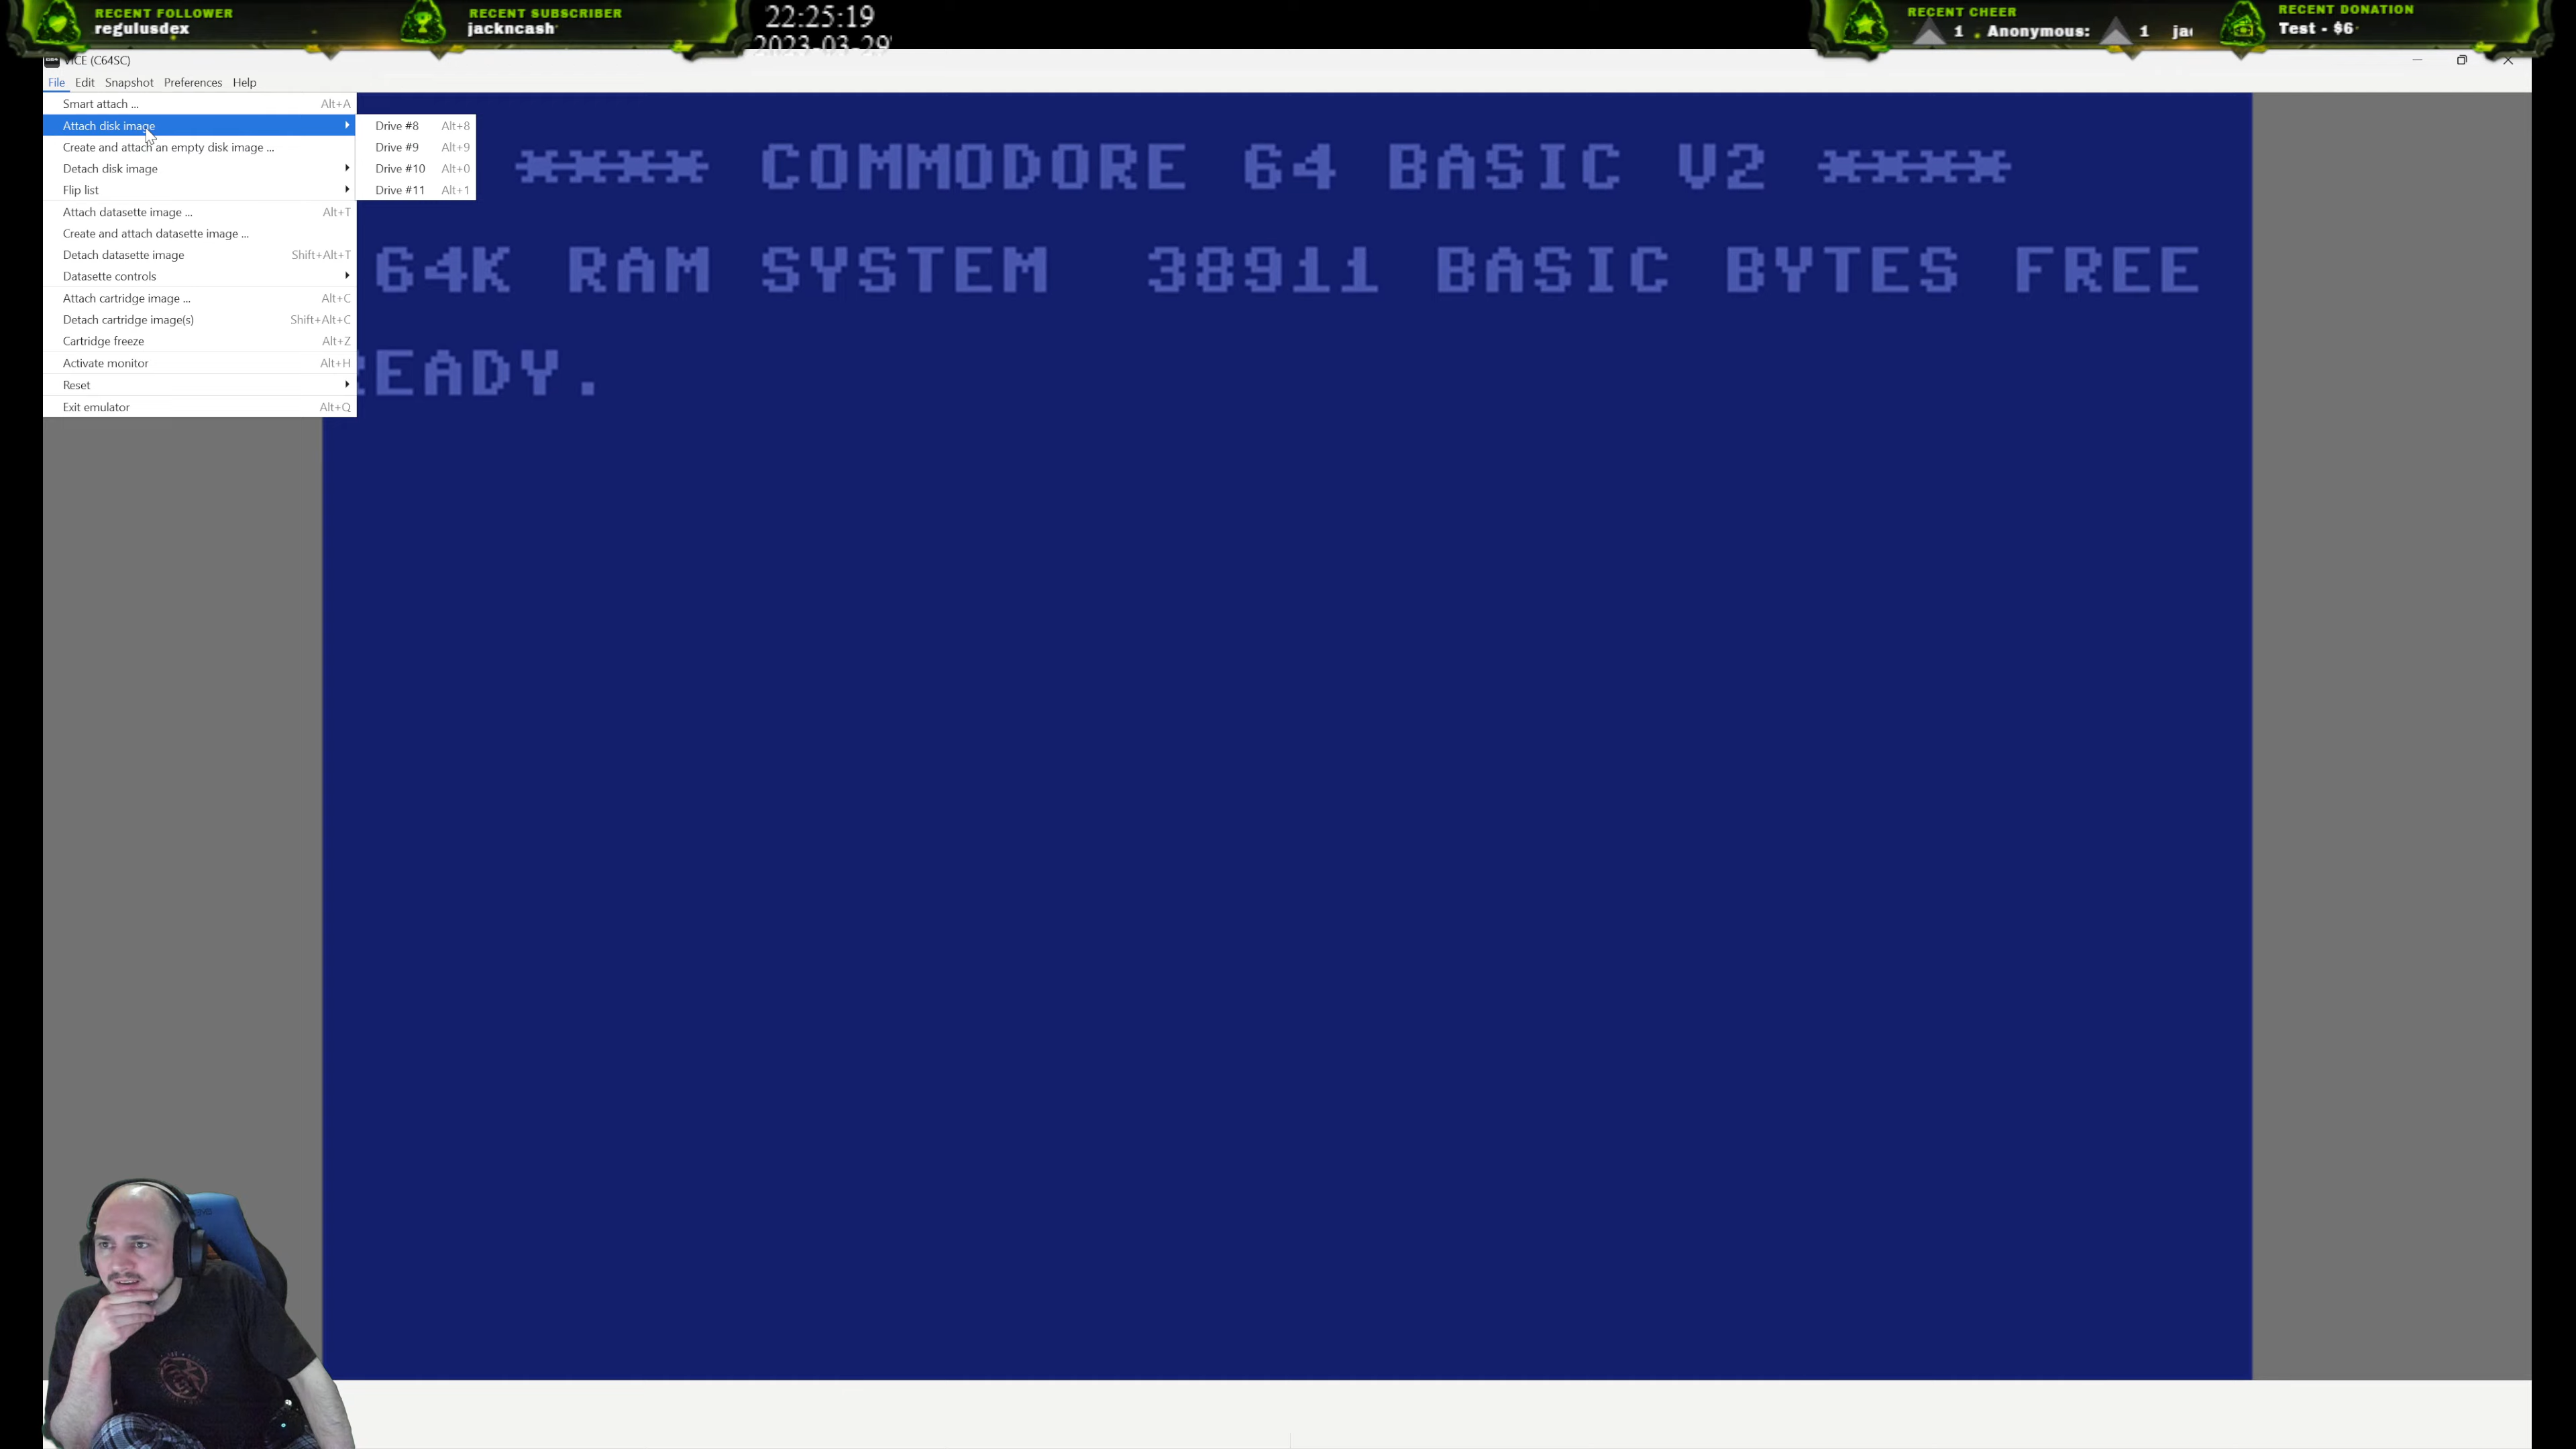 RECENT FOLLOWER
regulusdex
RECENT SUBSCRIBER
jackncash
22:25:19
2023-03-29
RECENT CHEER
1 . Anonymous: 1 ja
RECENT DONATION
Test - $6
VICE (C64SC)
File Edit Snapshot Preferences Help
Smart attach ... Alt+A
Attach disk image
Create and attach an empty disk image ...
Detach disk image
Flip list
Attach datasette image ... Alt+T
Create and attach datasette image ...
Detach datasette image Shift+Alt+T
Datasette controls
Attach cartridge image ... Alt+C
Detach cartridge image(s) Shift+Alt+C
Cartridge freeze Alt+Z
Activate monitor Alt+H
Reset
Exit emulator Alt+Q
Drive #8 Alt+8
Drive #9 Alt+9
Drive #10 Alt+0
Drive #11 Alt+1
**** COMMODORE 64 BASIC V2 ****
64K RAM SYSTEM 38911 BASIC BYTES FREE
READY.